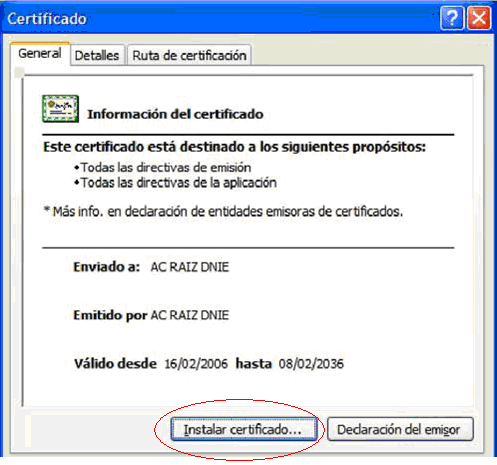 Certificado
General Detalles Ruta de certificación
Información del certificado
Este certificado está destinado a los siguientes propósitos:
•Todas las directivas de emisión
•Todas las directivas de la aplicación
* Más info. en declaración de entidades emisoras de certificados.
Enviado a: AC RAIZ DNIE
Emitido por AC RAIZ DNIE
Válido desde 16/02/2006 hasta 08/02/2036
Instalar certificado... Declaración del emisor